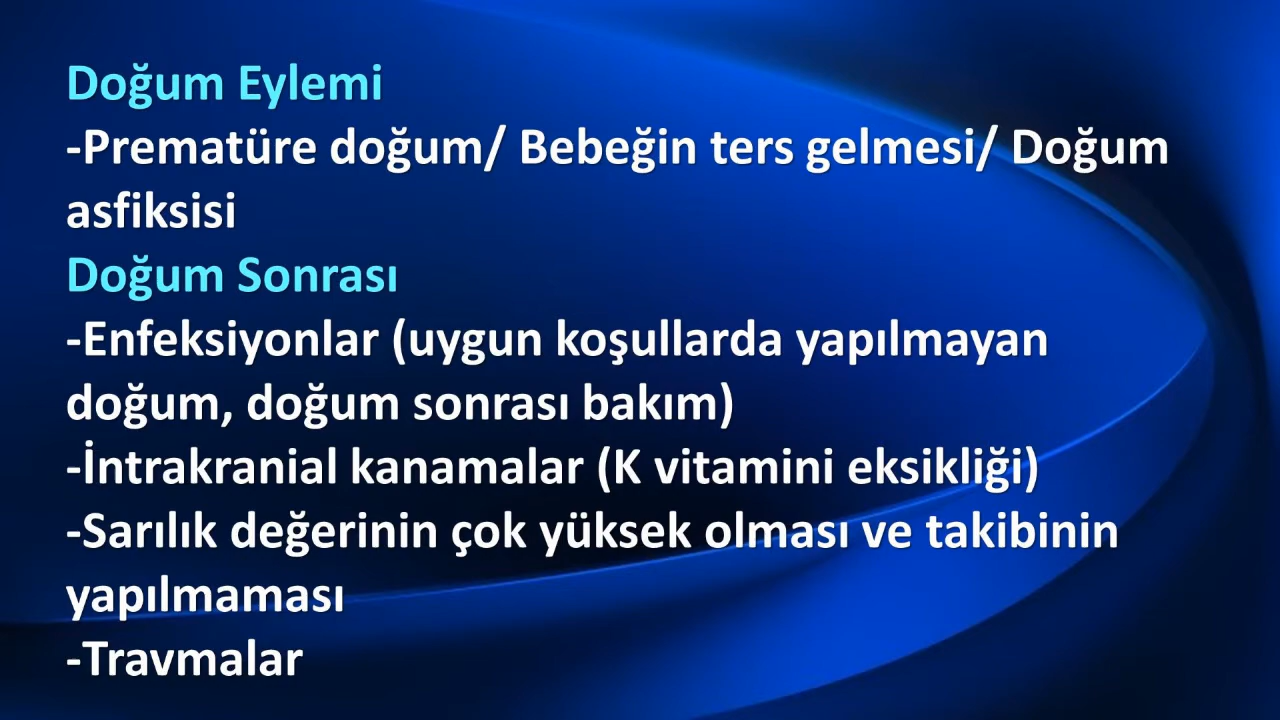 Doğum Eylemi
-Prematüre doğum/ Bebeğin ters gelmesi/ Doğum
asfiksisi
Doğum Sonrası
-Enfeksiyonlar (uygun koşullarda yapılmayan
doğum, doğum sonrası bakım)
-İntrakranial kanamalar (K vitamini eksikliği)
-Sarılık değerinin çok yüksek olması ve takibinin
yapılmaması
-Travmalar